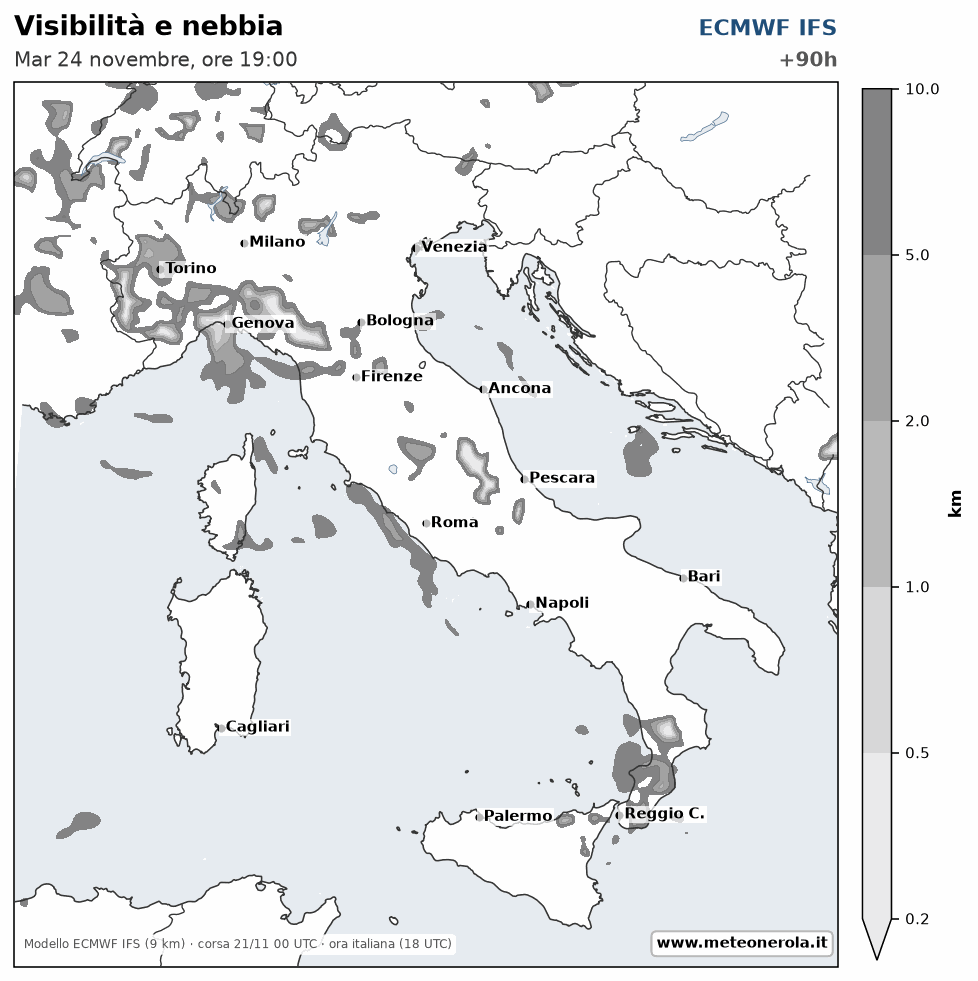 Visibilità e nebbia
ECMWF IFS
Mar 24 novembre, ore 19:00
+90h
10.0
5.0
2.0
1.0
0.5
0.2
km
Milano
Venezia
Torino
Genova
Bologna
Firenze
Ancona
Pescara
Roma
Bari
Napoli
Cagliari
Palermo
Reggio C.
Modello ECMWF IFS (9 km) · corsa 21/11 00 UTC · ora italiana (18 UTC)
www.meteonerola.it